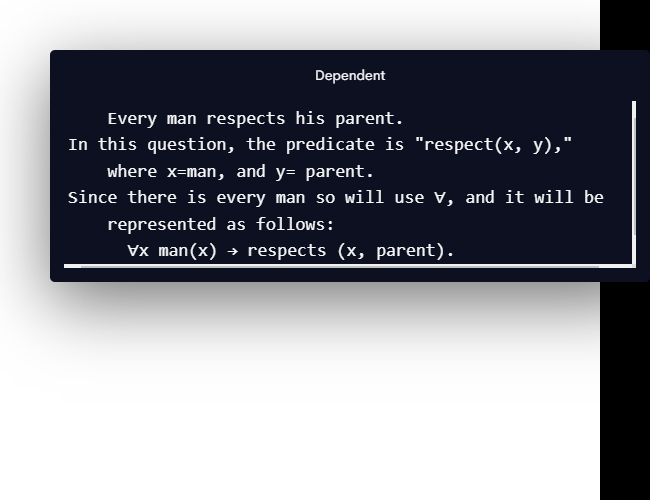 Dependent
Every man respects his parent.
In this question, the predicate is "respect(x, y),"
where x=man, and y= parent.
Since there is every man so will use ∀, and it will be
represented as follows:
∀x man(x) → respects (x, parent).